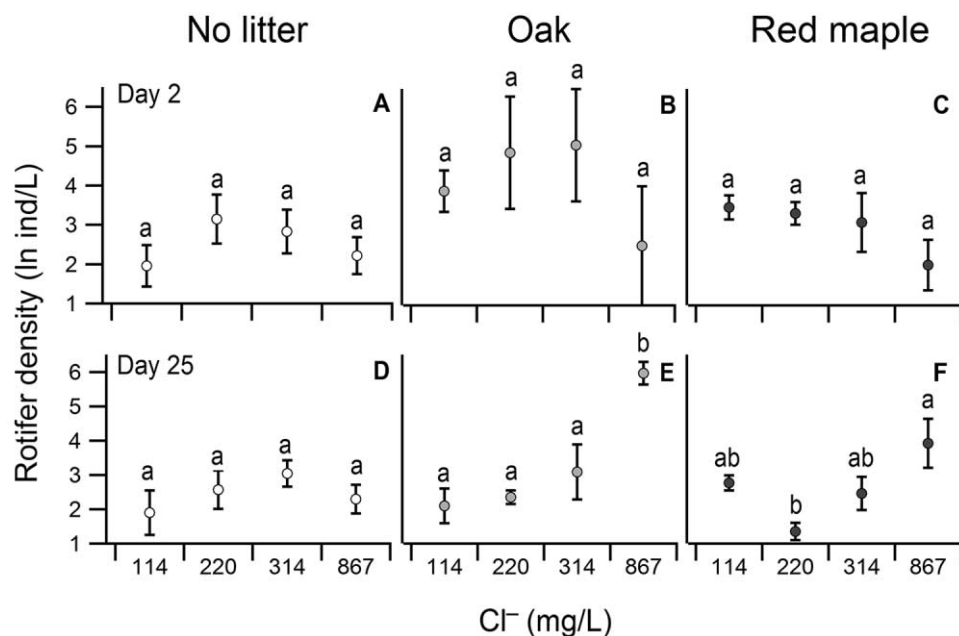 No litter Oak Red maple
Rotifer density (ln ind/L)
Day 2 A B C
6
5
4
3
2
1
a a a a
a a a a
a a a a
Day 25 D E F
6
5
4
3
2
1
a a a a
a a a b
ab b ab a
114 220 314 867 114 220 314 867 114 220 314 867
Cl– (mg/L)